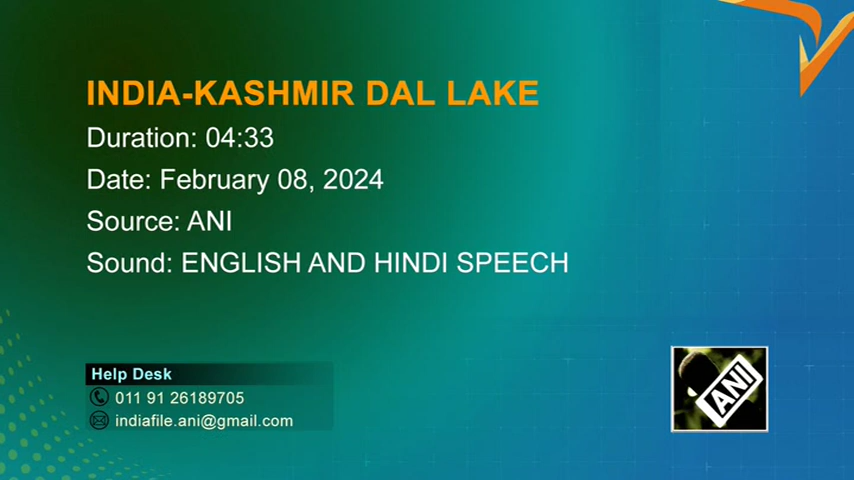 INDIA-KASHMIR DAL LAKE
Duration: 04:33
Date: February 08, 2024
Source: ANI
Sound: ENGLISH AND HINDI SPEECH
Help Desk
011 91 26189705
indiafile.ani@gmail.com
ANI